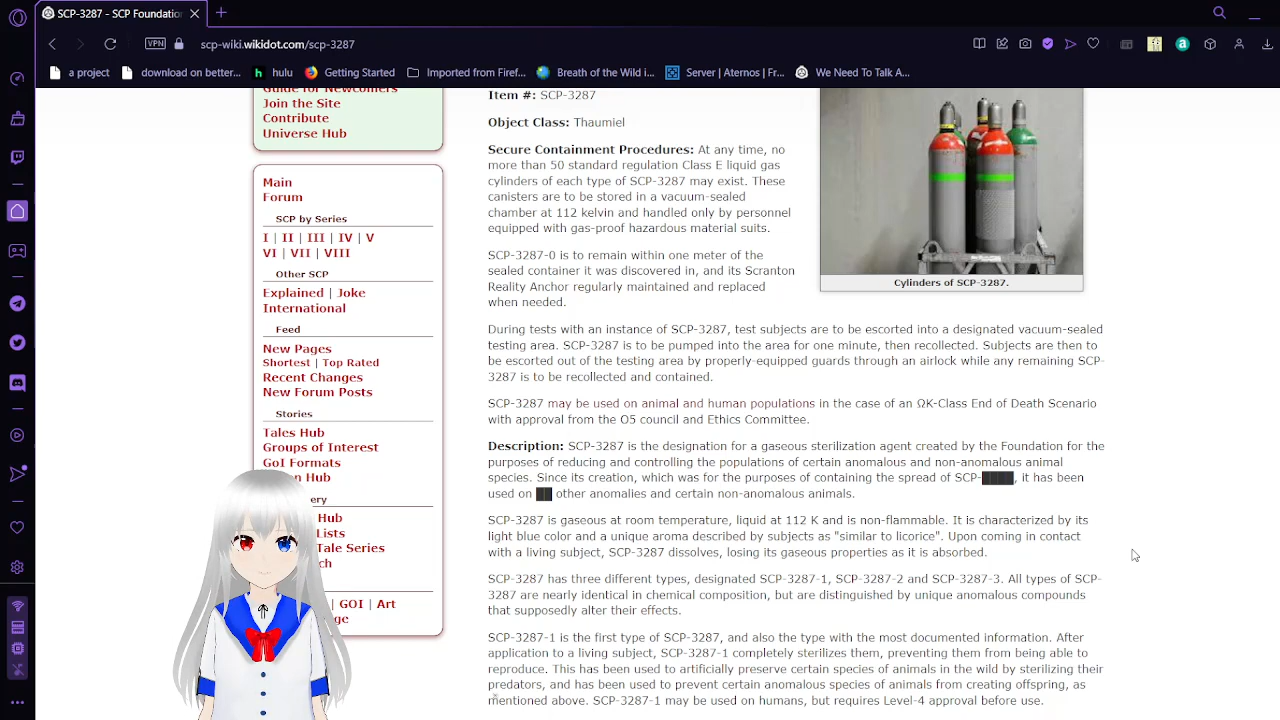 SCP-3287 - SCP Foundation
VPN
scp-wiki.wikidot.com/scp-3287
a project
download on better...
hulu
Getting Started
Imported from Firef...
Breath of the Wild i...
Server | Aternos | Fr...
We Need To Talk A...
Guide for Newcomers
Join the Site
Contribute
Universe Hub
Main
Forum
SCP by Series
I | II | III | IV | V
VI | VII | VIII
Other SCP
Explained | Joke
International
Feed
New Pages
Shortest | Top Rated
Recent Changes
New Forum Posts
Stories
Tales Hub
Groups of Interest
GoI Formats
Hub
Hub
Lists
Tale Series
GOI | Art
Item #: SCP-3287
Object Class: Thaumiel
Secure Containment Procedures: At any time, no
more than 50 standard regulation Class E liquid gas
cylinders of each type of SCP-3287 may exist. These
canisters are to be stored in a vacuum-sealed
chamber at 112 kelvin and handled only by personnel
equipped with gas-proof hazardous material suits.
Cylinders of SCP-3287.
SCP-3287-0 is to remain within one meter of the
sealed container it was discovered in, and its Scranton
Reality Anchor regularly maintained and replaced
when needed.
During tests with an instance of SCP-3287, test subjects are to be escorted into a designated vacuum-sealed
testing area. SCP-3287 is to be pumped into the area for one minute, then recollected. Subjects are then to
be escorted out of the testing area by properly-equipped guards through an airlock while any remaining SCP-
3287 is to be recollected and contained.
SCP-3287 may be used on animal and human populations in the case of an ΩK-Class End of Death Scenario
with approval from the O5 council and Ethics Committee.
Description: SCP-3287 is the designation for a gaseous sterilization agent created by the Foundation for the
purposes of reducing and controlling the populations of certain anomalous and non-anomalous animal
species. Since its creation, which was for the purposes of containing the spread of SCP-████, it has been
used on ██ other anomalies and certain non-anomalous animals.
SCP-3287 is gaseous at room temperature, liquid at 112 K and is non-flammable. It is characterized by its
light blue color and a unique aroma described by subjects as "similar to licorice". Upon coming in contact
with a living subject, SCP-3287 dissolves, losing its gaseous properties as it is absorbed.
SCP-3287 has three different types, designated SCP-3287-1, SCP-3287-2 and SCP-3287-3. All types of SCP-
3287 are nearly identical in chemical composition, but are distinguished by unique anomalous compounds
that supposedly alter their effects.
SCP-3287-1 is the first type of SCP-3287, and also the type with the most documented information. After
application to a living subject, SCP-3287-1 completely sterilizes them, preventing them from being able to
reproduce. This has been used to artificially preserve certain species of animals in the wild by sterilizing their
predators, and has been used to prevent certain anomalous species of animals from creating offspring, as
mentioned above. SCP-3287-1 may be used on humans, but requires Level-4 approval before use.